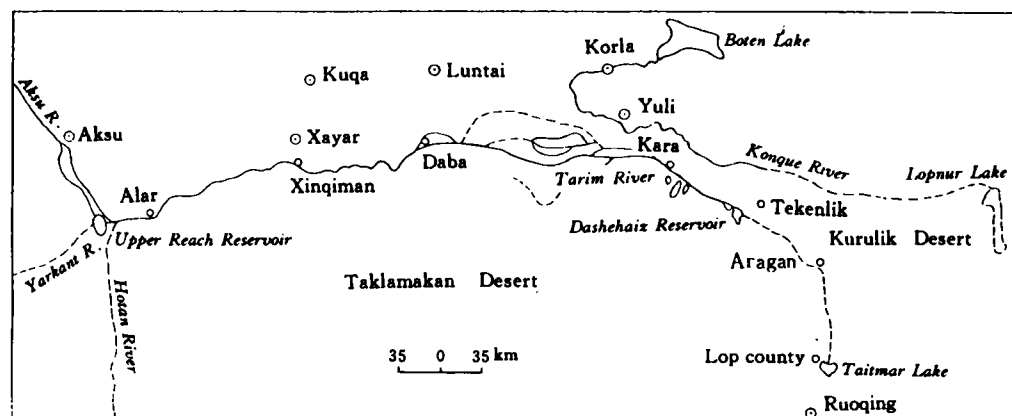 Boten Lake
Korla
Kuqa
Luntai
Aksu R.
Aksu
Yuli
Xayar
Kara
Daba
Konque River
Xinqiman
Tarim River
Lopnur Lake
Alar
Tekenlik
Dashehaiz Reservoir
Upper Reach Reservoir
Kurulik Desert
Yarkant R.
Aragan
Hotan River
Taklamakan Desert
35 0 35 km
Lop county
Taitmar Lake
Ruoqing